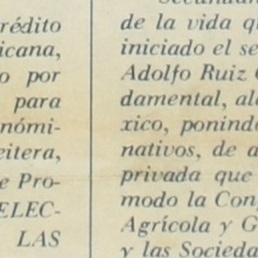 rédito
icana,
o por
para
nómi-
eitera,
e Pro-
ELEC-
LAS
de la vida q
iniciado el se
Adolfo Ruiz
damental, al
xico, ponind
nativos, de a
privada que
modo la Con
Agrícola y G
y las Socieda